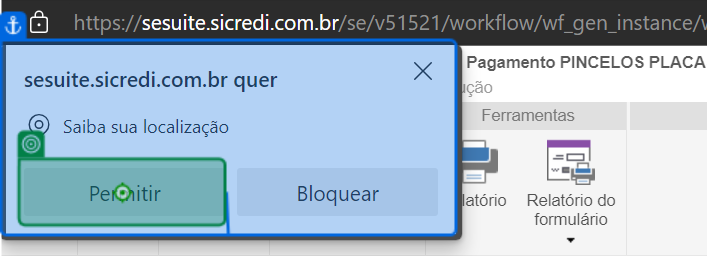 https://sesuite.sicredi.com.br/se/v51521/workflow/wf_gen_instance/
sesuite.sicredi.com.br quer
Saiba sua localização
Permitir
Bloquear
Pagamento PINCELOS PLACA
ução
Ferramentas
latório
Relatório do
formulário